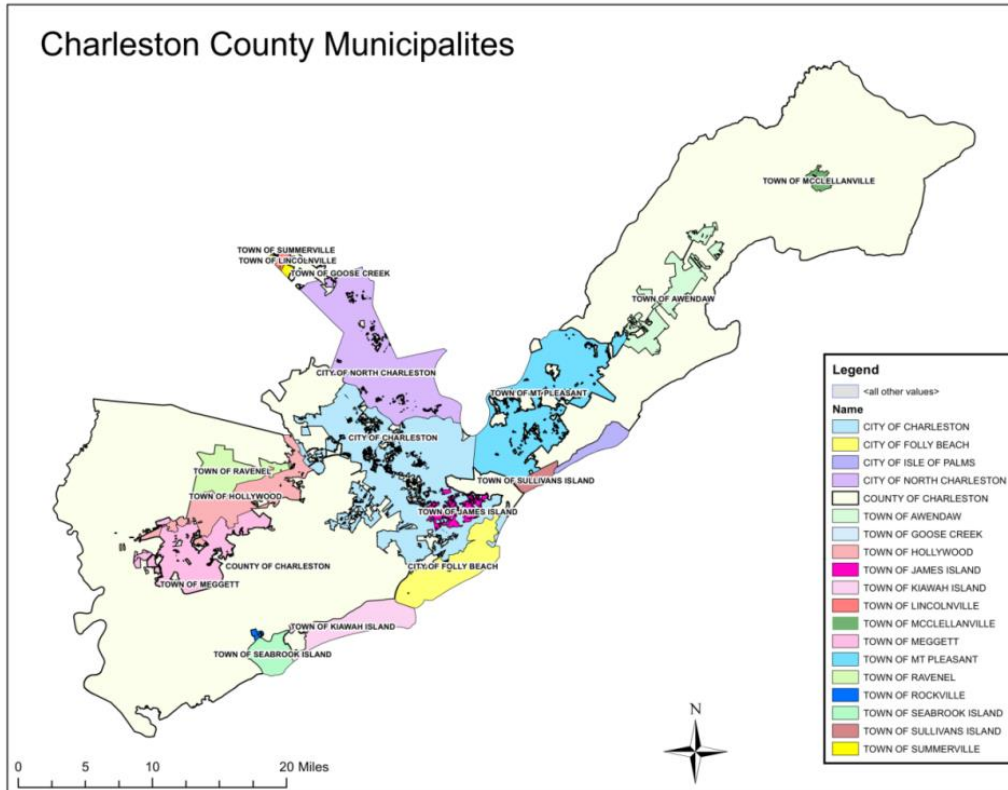 Charleston County Municipalites
TOWN OF MCCLELLANVILLE
TOWN OF SUMMERVILLE
TOWN OF LINCOLNVILLE
TOWN OF GOOSE CREEK
TOWN OF AWENDAW
CITY OF NORTH CHARLESTON
TOWN OF MT PLEASANT
CITY OF CHARLESTON
TOWN OF RAVENEL
TOWN OF SULLIVANS ISLAND
TOWN OF HOLLYWOOD
TOWN OF JAMES ISLAND
COUNTY OF CHARLESTON
CITY OF FOLLY BEACH
TOWN OF MEGGETT
TOWN OF KIAWAH ISLAND
TOWN OF SEABROOK ISLAND
Legend
<all other values>
Name
CITY OF CHARLESTON
CITY OF FOLLY BEACH
CITY OF ISLE OF PALMS
CITY OF NORTH CHARLESTON
COUNTY OF CHARLESTON
TOWN OF AWENDAW
TOWN OF GOOSE CREEK
TOWN OF HOLLYWOOD
TOWN OF JAMES ISLAND
TOWN OF KIAWAH ISLAND
TOWN OF LINCOLNVILLE
TOWN OF MCCLELLANVILLE
TOWN OF MEGGETT
TOWN OF MT PLEASANT
TOWN OF RAVENEL
TOWN OF ROCKVILLE
TOWN OF SEABROOK ISLAND
TOWN OF SULLIVANS ISLAND
TOWN OF SUMMERVILLE
N
0 5 10 20 Miles